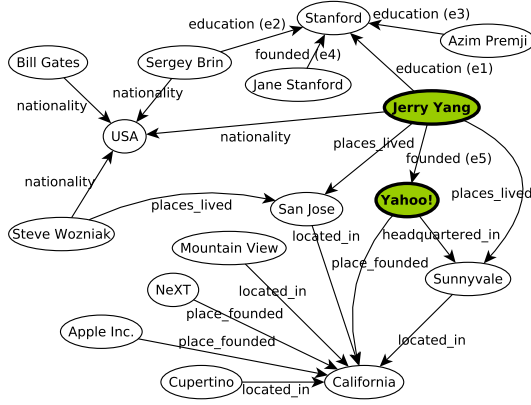 Stanford
education (e3)
education (e2)
Azim Premji
Bill Gates
Sergey Brin
founded (e4)
education (e1)
Jane Stanford
nationality
nationality
Jerry Yang
USA
nationality
places_lived
founded (e5)
nationality
places_lived
places_lived
Yahoo!
San Jose
Steve Wozniak
located_in
headquartered_in
Mountain View
place_founded
Sunnyvale
NeXT
located_in
place_founded
Apple Inc.
place_founded
located_in
Cupertino
located_in
California